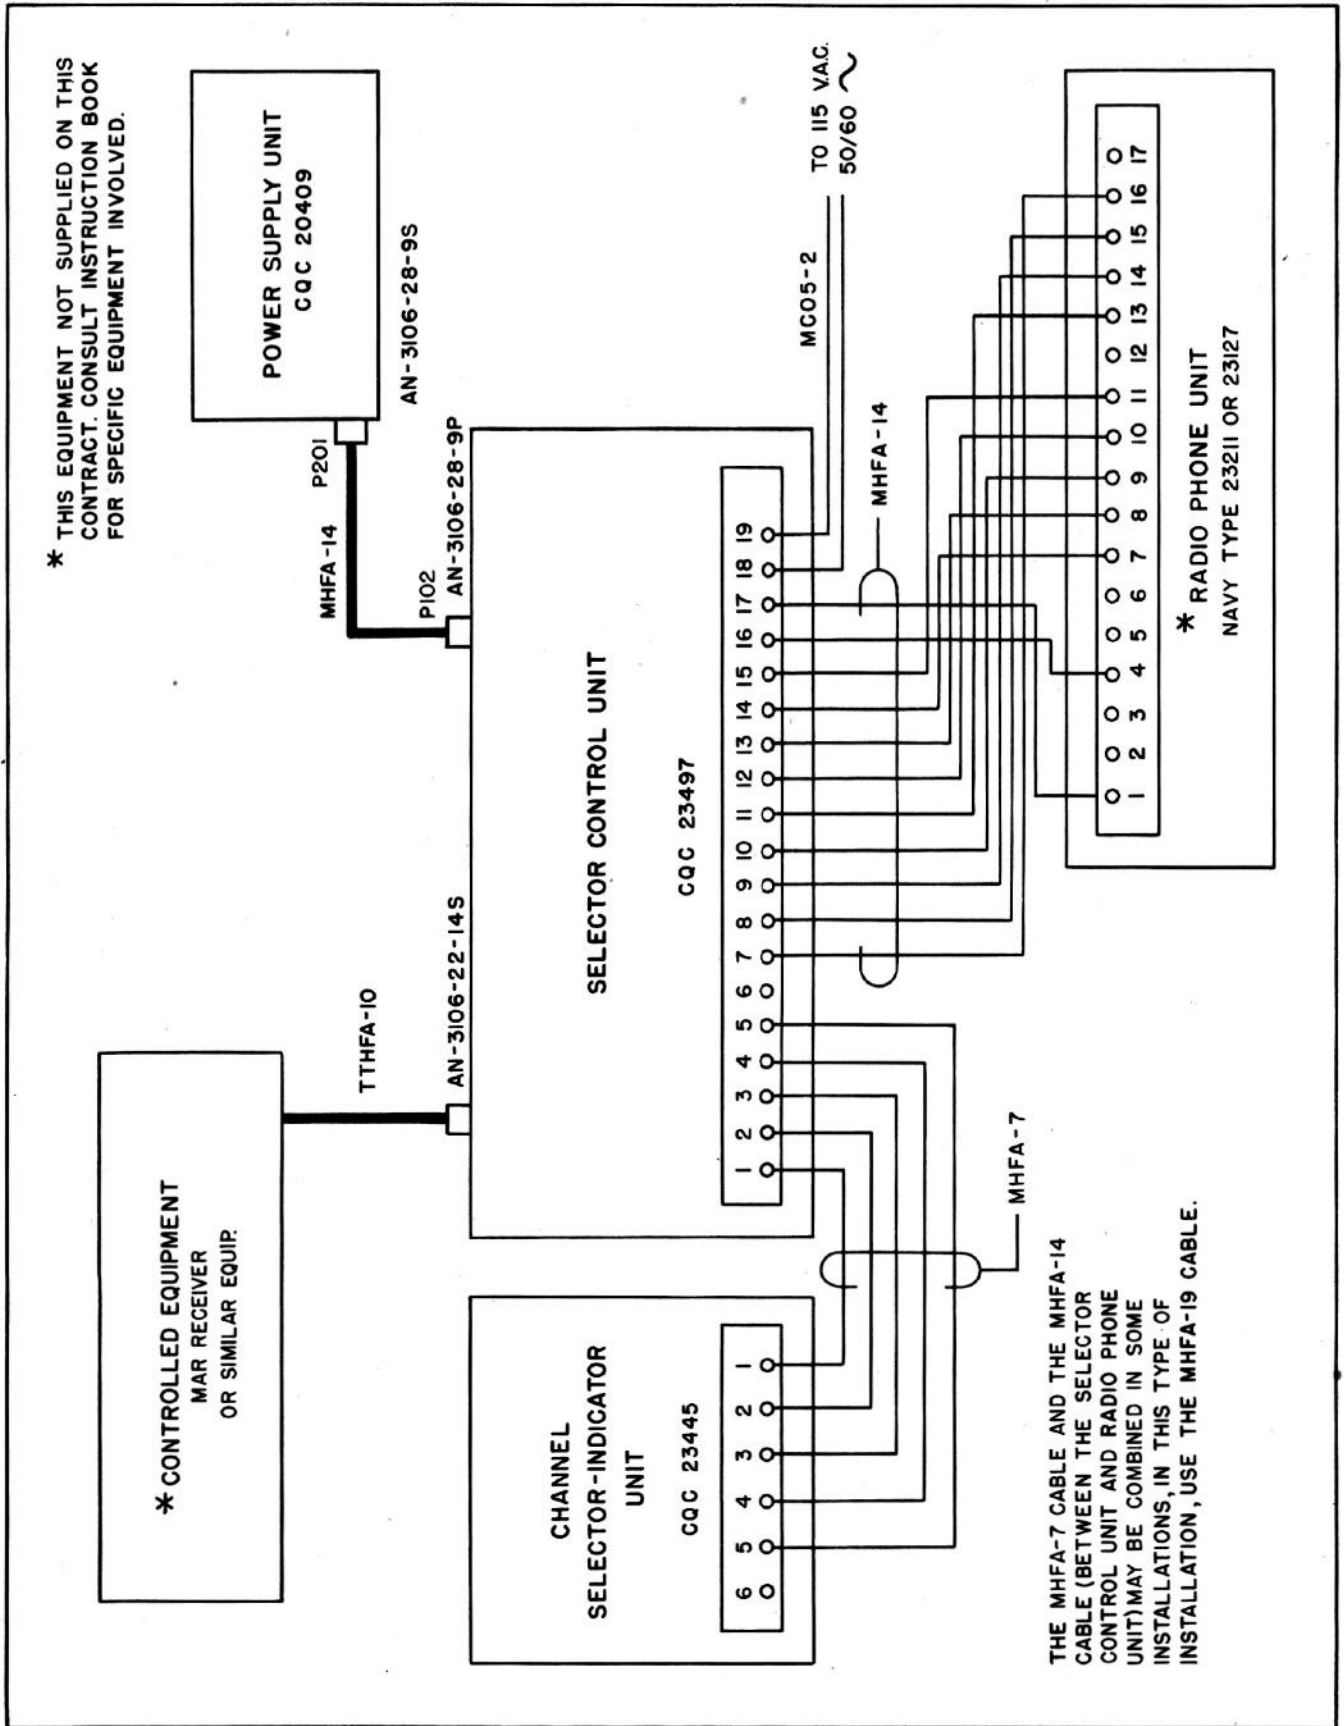 * THIS EQUIPMENT NOT SUPPLIED ON THIS
CONTRACT. CONSULT INSTRUCTION BOOK
FOR SPECIFIC EQUIPMENT INVOLVED.
*CONTROLLED EQUIPMENT
MAR RECEIVER
OR SIMILAR EQUIP.
POWER SUPPLY UNIT
CQC 20409
TTHFA-10
MHFA-14
P201
AN-3106-28-9S
AN-3106-22-14S
P102
AN-3106-28-9P
CHANNEL
SELECTOR-INDICATOR
UNIT
CQC 23445
6 5 4 3 2 1
SELECTOR CONTROL UNIT
CQC 23497
1 2 3 4 5 6 7 8 9 10 11 12 13 14 15 16 17 18 19
MCO5-2
TO 115 V.A.C.
50/60 ~
MHFA-14
MHFA-7
1 2 3 4 5 6 7 8 9 10 11 12 13 14 15 16 17
* RADIO PHONE UNIT
NAVY TYPE 23211 OR 23127
THE MHFA-7 CABLE AND THE MHFA-14
CABLE (BETWEEN THE SELECTOR
CONTROL UNIT AND RADIO PHONE
UNIT) MAY BE COMBINED IN SOME
INSTALLATIONS, IN THIS TYPE OF
INSTALLATION, USE THE MHFA-19 CABLE.